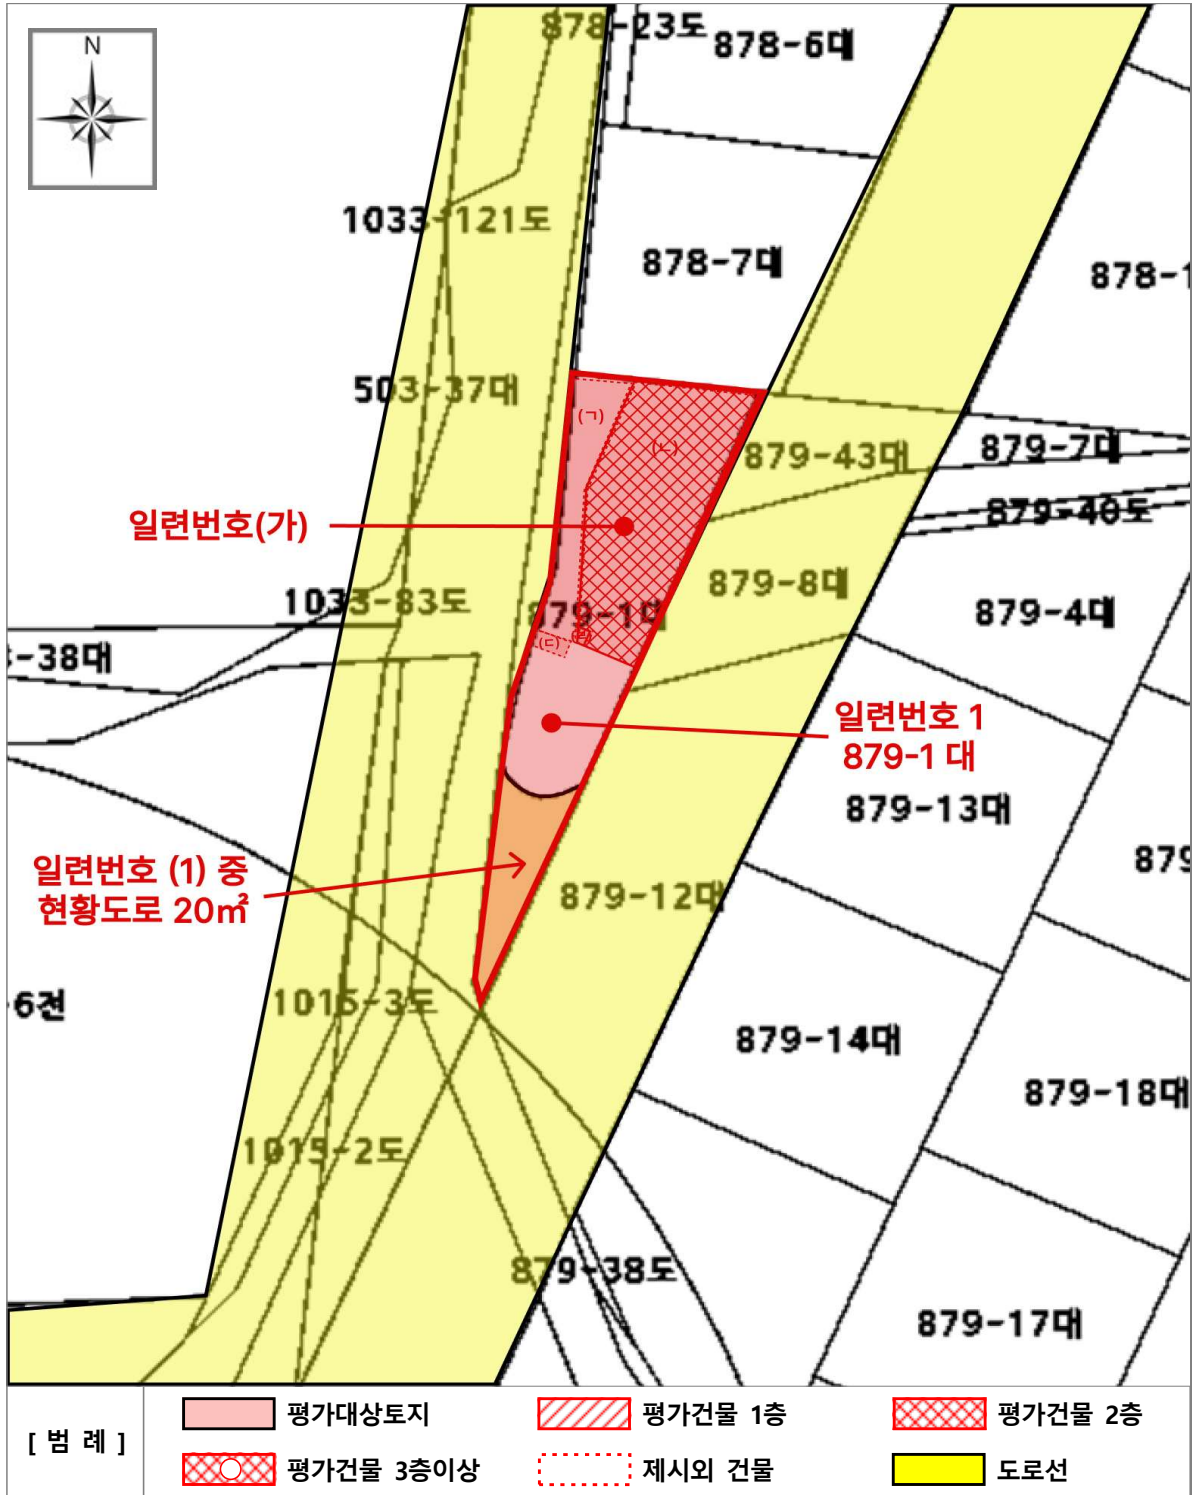 N
878-23도
878-6대
1033-121도
878-7대
878-1
503-37대
(ㄱ)
(ㄴ)
879-43대
879-7대
879-40도
일련번호(가)
879-8대
1033-83도
879-1대
879-4대
-38대
(ㄷ)
일련번호 1
879-1 대
879-13대
879
일련번호 (1) 중
현황도로 20㎡
879-12대
-6전
1015-3도
879-14대
879-18대
1015-2도
879-38도
879-17대
[ 범 례 ]
평가대상토지
평가건물 1층
평가건물 2층
평가건물 3층이상
제시외 건물
도로선